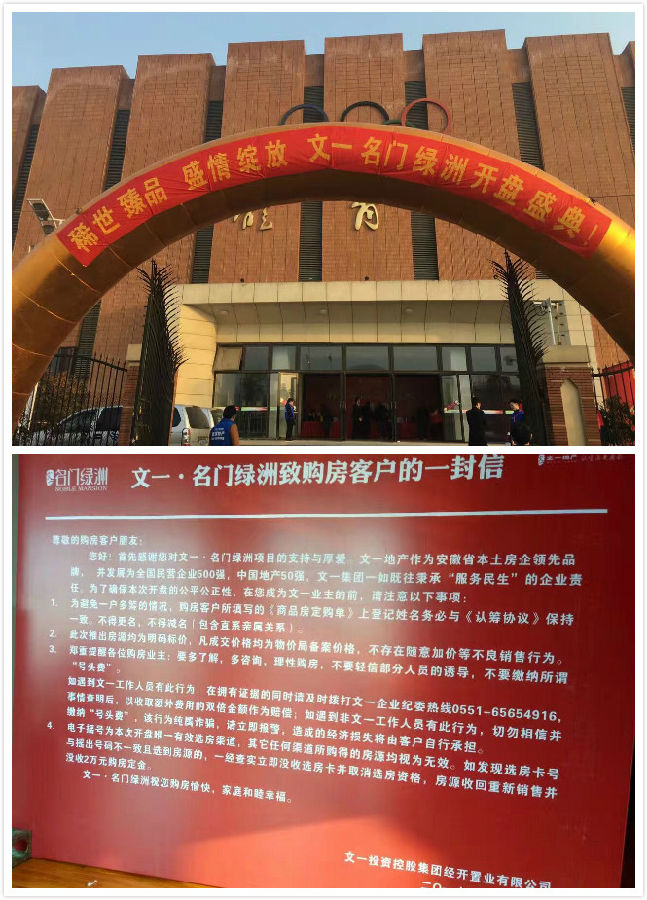 稀世臻品 盛情绽放 文一名门绿洲开盘盛典!
育
名门绿洲
NOBLE MANSION
文一·名门绿洲致购房客户的一封信
文一地产
尊敬的购房客户朋友:
您好!首先感谢您对文一·名门绿洲项目的支持与厚爱。文一地产作为安徽省本土房企领先品
牌,并发展为全国民营企业500强,中国地产50强,文一集团一如既往秉承“服务民生”的企业责
任。为了确保本次开盘的公平公正性,在您成为文一业主的前,请注意以下事项:
1. 为避免一户多筹的情况,购房客户所填写的《商品房定购单》上登记姓名务必与《认筹协议》保持
一致。不得更名,不得减名(包含直系亲属关系)。
2. 此次推出房源均为明码标价,凡成交价格均为物价局备案价格,不存在随意加价等不良销售行为。
3. 郑重提醒各位购房业主:要多了解,多咨询,理性购房,不要轻信部分人员的诱导,不要缴纳所谓
“号头费”。
如遇到文一工作人员有此行为,在拥有证据的同时请及时拨打文一企业纪委热线0551-65654916,
事情查明后,以收取额外费用的双倍金额作为赔偿;如遇到非文一工作人员有此行为,切勿相信并
缴纳“号头费”,该行为纯属诈骗,请立即报警,造成的经济损失将由客户自行承担。
4. 电子摇号为本次开盘唯一有效选房渠道,其它任何渠道所购得的房源均视为无效。如发现选房卡号
与摇出号码不一致且选到房源的,一经查实立即没收选房卡并取消选房资格,房源收回重新销售并
没收2万元购房定金。
文一·名门绿洲祝您购房愉快,家庭和睦幸福。
文一投资控股集团经开置业有限公司
二〇